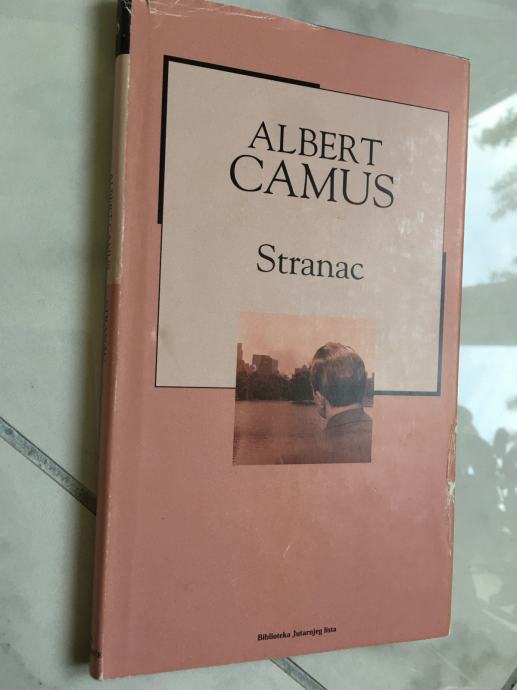 ALBERT
CAMUS
Stranac
Biblioteka Jutarnjeg lista